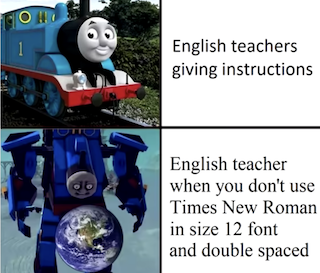 1
English teachers
giving instructions
English teacher
when you don't use
Times New Roman
in size 12 font
and double spaced